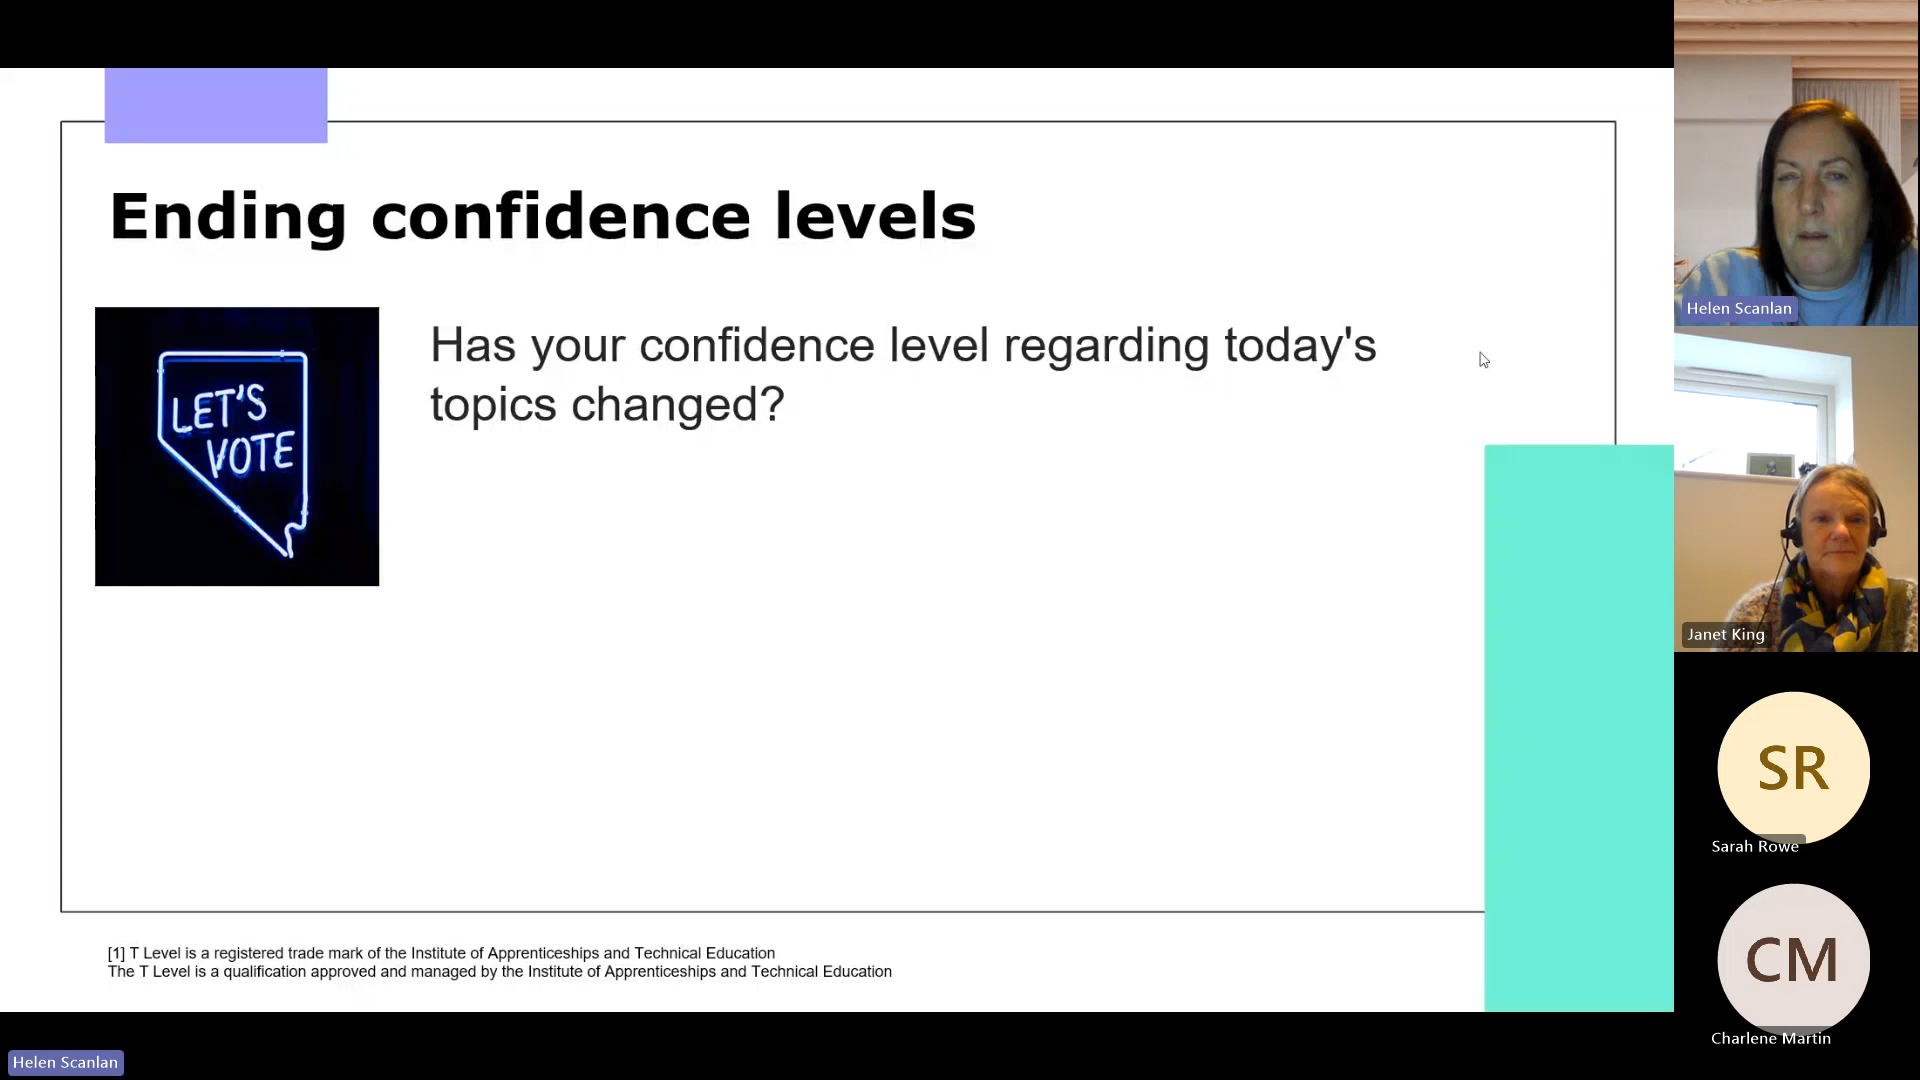 Ending confidence levels
LET'S
VOTE
Has your confidence level regarding today's
topics changed?
[1] T Level is a registered trade mark of the Institute of Apprenticeships and Technical Education
The T Level is a qualification approved and managed by the Institute of Apprenticeships and Technical Education
Helen Scanlan
Helen Scanlan
Janet King
SR
Sarah Rowe
CM
Charlene Martin